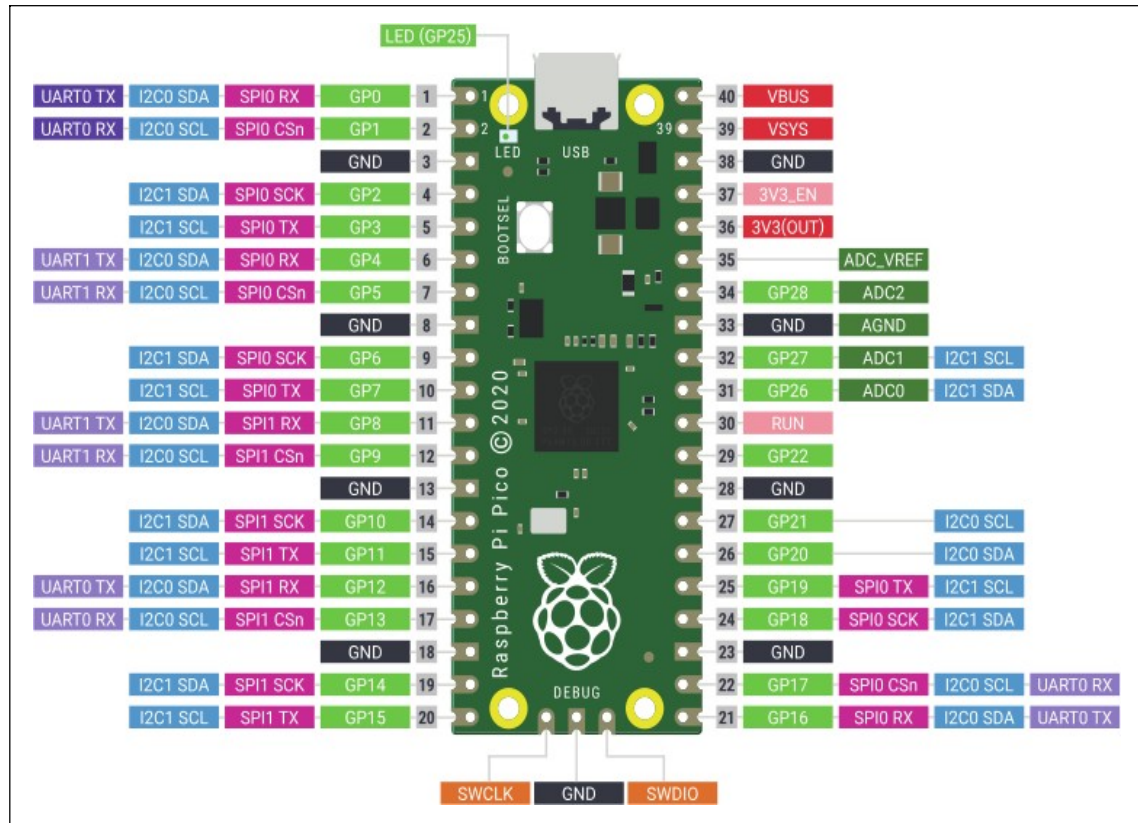 LED (GP25)
UART0 TX I2C0 SDA SPI0 RX GP0 1 1 40 VBUS
UART0 RX I2C0 SCL SPI0 CSn GP1 2 2 39 39 VSYS
LED USB
GND 3 38 GND
I2C1 SDA SPI0 SCK GP2 4 37 3V3_EN
I2C1 SCL SPI0 TX GP3 5 36 3V3(OUT)
BOOTSEL
UART1 TX I2C0 SDA SPI0 RX GP4 6 35 ADC_VREF
UART1 RX I2C0 SCL SPI0 CSn GP5 7 34 GP28 ADC2
GND 8 33 GND AGND
I2C1 SDA SPI0 SCK GP6 9 32 GP27 ADC1 I2C1 SCL
I2C1 SCL SPI0 TX GP7 10 31 GP26 ADC0 I2C1 SDA
UART1 TX I2C0 SDA SPI1 RX GP8 11 30 RUN
UART1 RX I2C0 SCL SPI1 CSn GP9 12 29 GP22
GND 13 28 GND
I2C1 SDA SPI1 SCK GP10 14 27 GP21 I2C0 SCL
I2C1 SCL SPI1 TX GP11 15 26 GP20 I2C0 SDA
UART0 TX I2C0 SDA SPI1 RX GP12 16 25 GP19 SPI0 TX I2C1 SCL
UART0 RX I2C0 SCL SPI1 CSn GP13 17 24 GP18 SPI0 SCK I2C1 SDA
GND 18 23 GND
Raspberry Pi Pico © 2020
I2C1 SDA SPI1 SCK GP14 19 22 GP17 SPI0 CSn I2C0 SCL UART0 RX
DEBUG
I2C1 SCL SPI1 TX GP15 20 21 GP16 SPI0 RX I2C0 SDA UART0 TX
SWCLK GND SWDIO